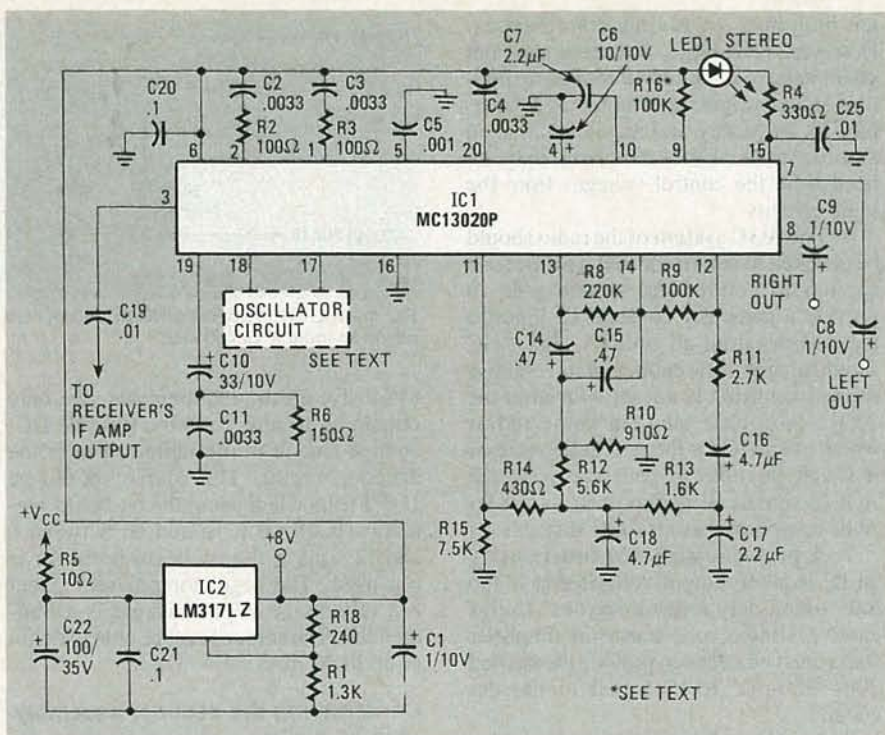 C7
2.2µF
C6
10/10V
LED1 STEREO
C20
.1
C2
.0033
C3
.0033
C5
.001
C4
.0033
R16*
100K
R4
330Ω
C25
.01
R2
100Ω
R3
100Ω
6
2
1
5
20
4
10
9
15
7
3
IC1
MC13020P
8
C9
1/10V
RIGHT
OUT
C8
1/10V
LEFT
OUT
19
18
17
16
11
13
14
12
OSCILLATOR
CIRCUIT
SEE TEXT
R8
220K
R9
100K
C19
.01
C10
33/10V
C14
.47
C15
.47
R11
2.7K
TO
RECEIVER'S
IF AMP
OUTPUT
C11
.0033
R6
150Ω
R10
910Ω
C16
4.7µF
R14
430Ω
R12
5.6K
R13
1.6K
R15
7.5K
C18
4.7µF
C17
2.2µF
+VCC
+8V
R5
10Ω
IC2
LM317LZ
R18
240
C22
100/
35V
C21
.1
R1
1.3K
C1
1/10V
*SEE TEXT